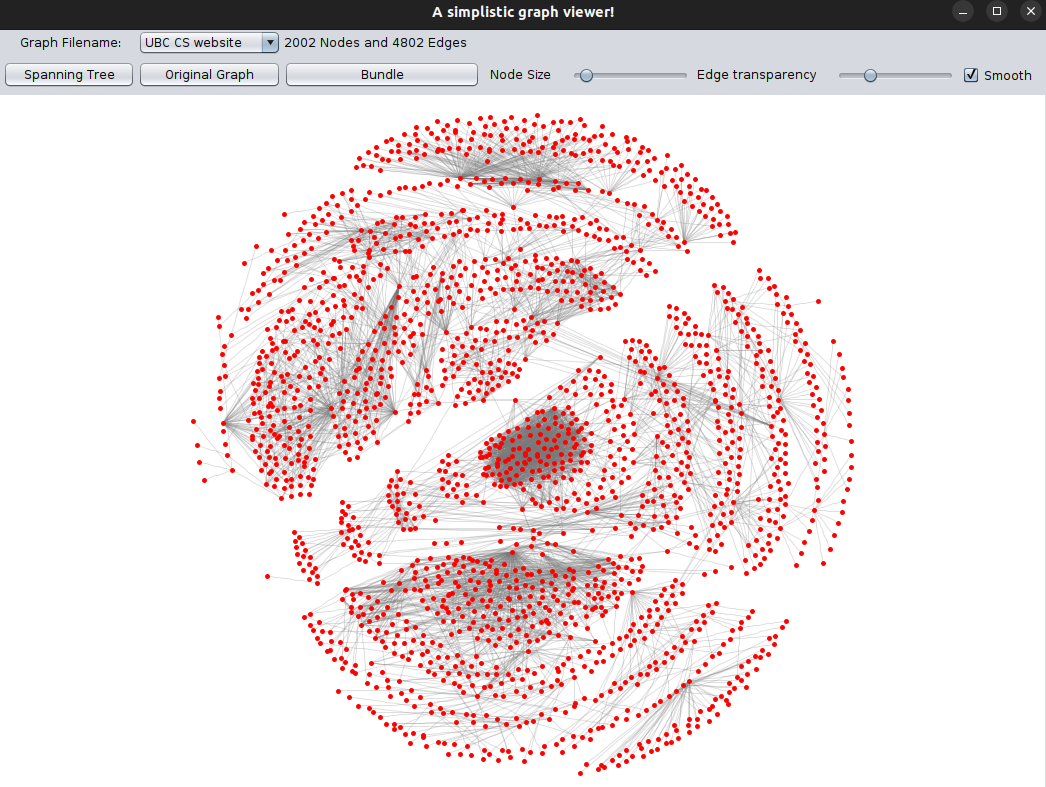 A simplistic graph viewer!
Graph Filename: UBC CS website 2002 Nodes and 4802 Edges
Spanning Tree Original Graph Bundle Node Size Edge transparency Smooth